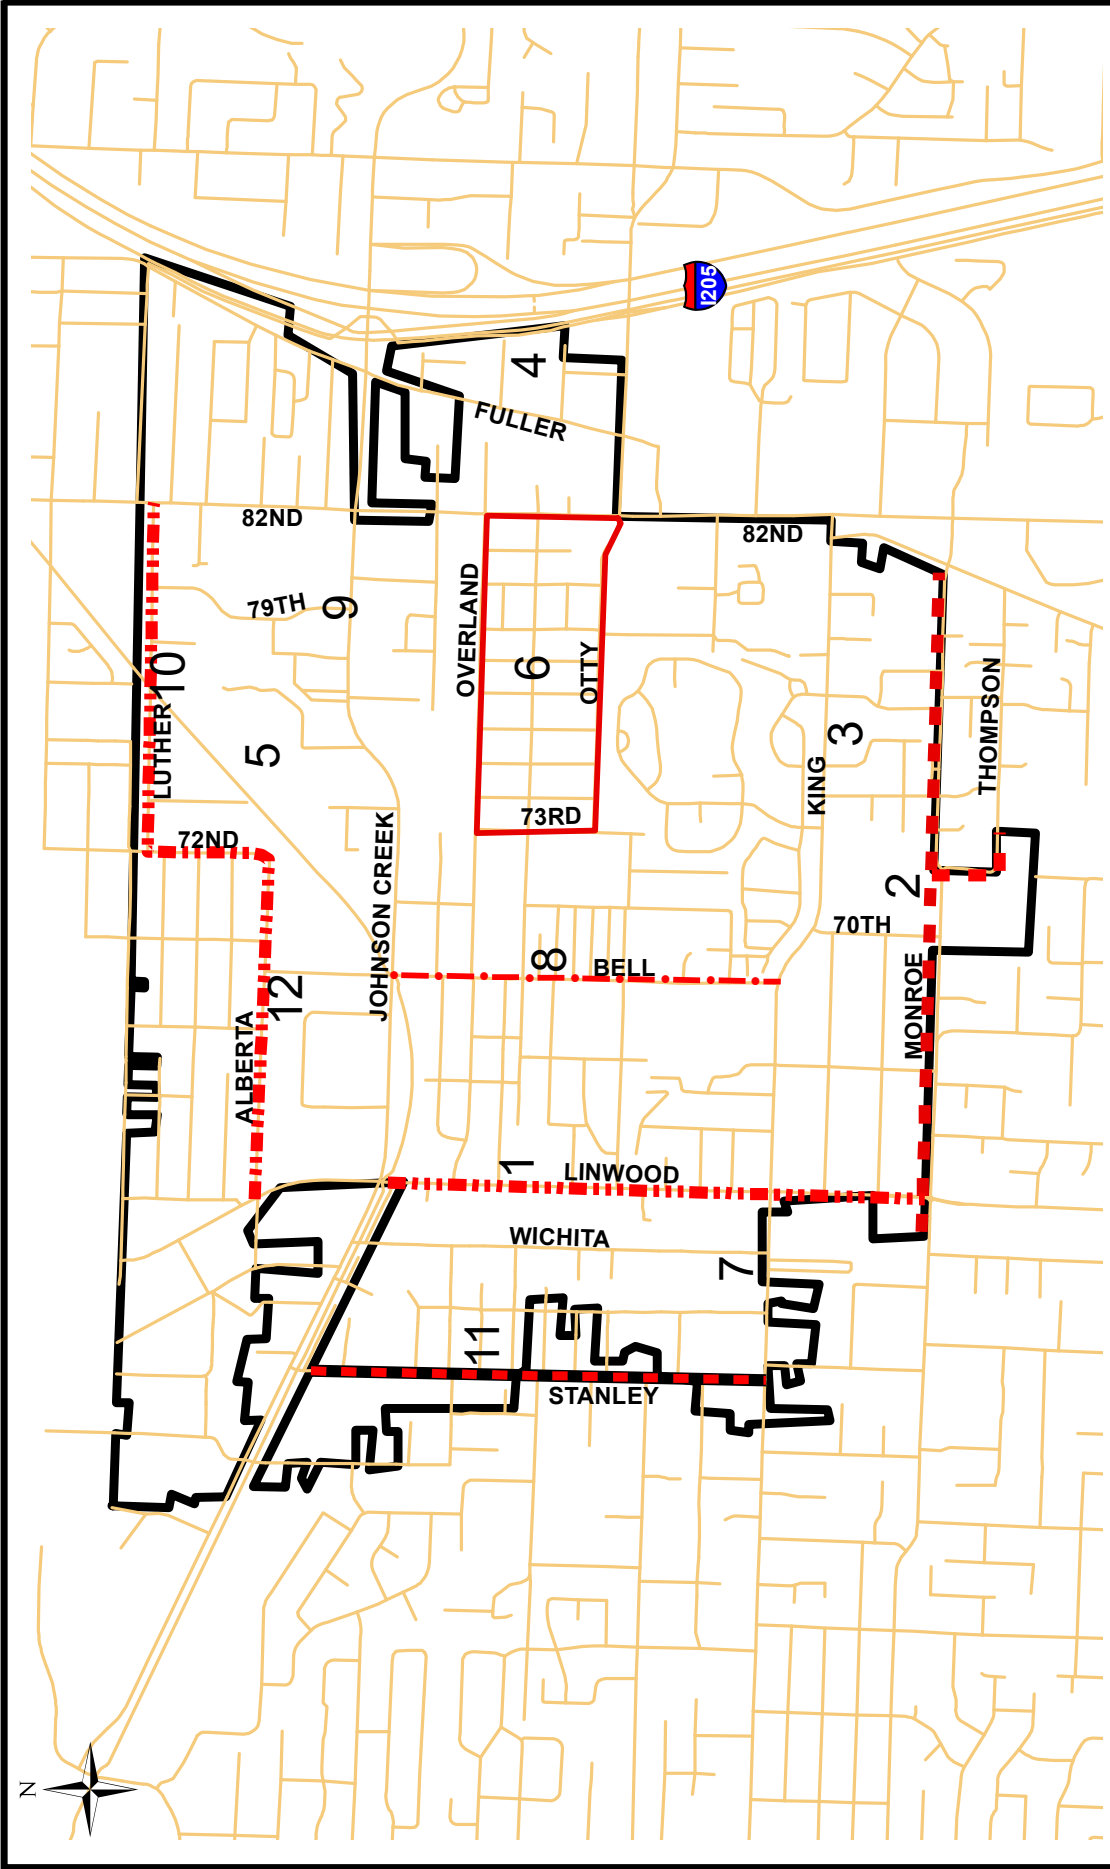 I205
4
FULLER
82ND
82ND
OVERLAND
79TH
9
6
OTTY
THOMPSON
10
LUTHER
5
3
KING
73RD
72ND
JOHNSON CREEK
2
70TH
8
BELL
MONROE
12
ALBERTA
1
LINWOOD
WICHITA
7
11
STANLEY
N